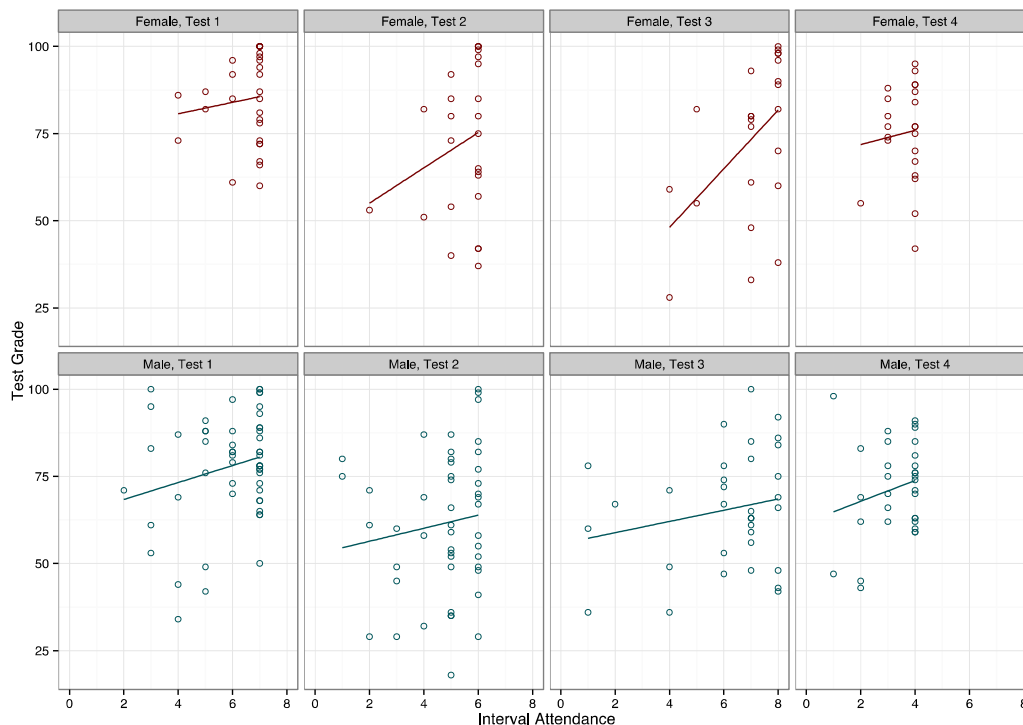 Female, Test 1
Female, Test 2
Female, Test 3
Female, Test 4
100
75
50
25
Test Grade
Male, Test 1
Male, Test 2
Male, Test 3
Male, Test 4
100
75
50
25
0 2 4 6 8
0 2 4 6 8
0 2 4 6 8
0 2 4 6 8
Interval Attendance